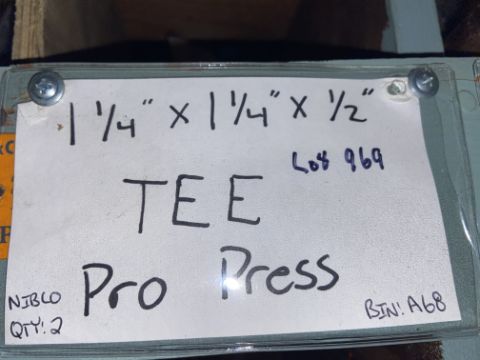 1 1/4" x 1 1/4" x 1/2"
Lot 969
TEE
Pro Press
NIBCO
QTY: 2
BIN: A68